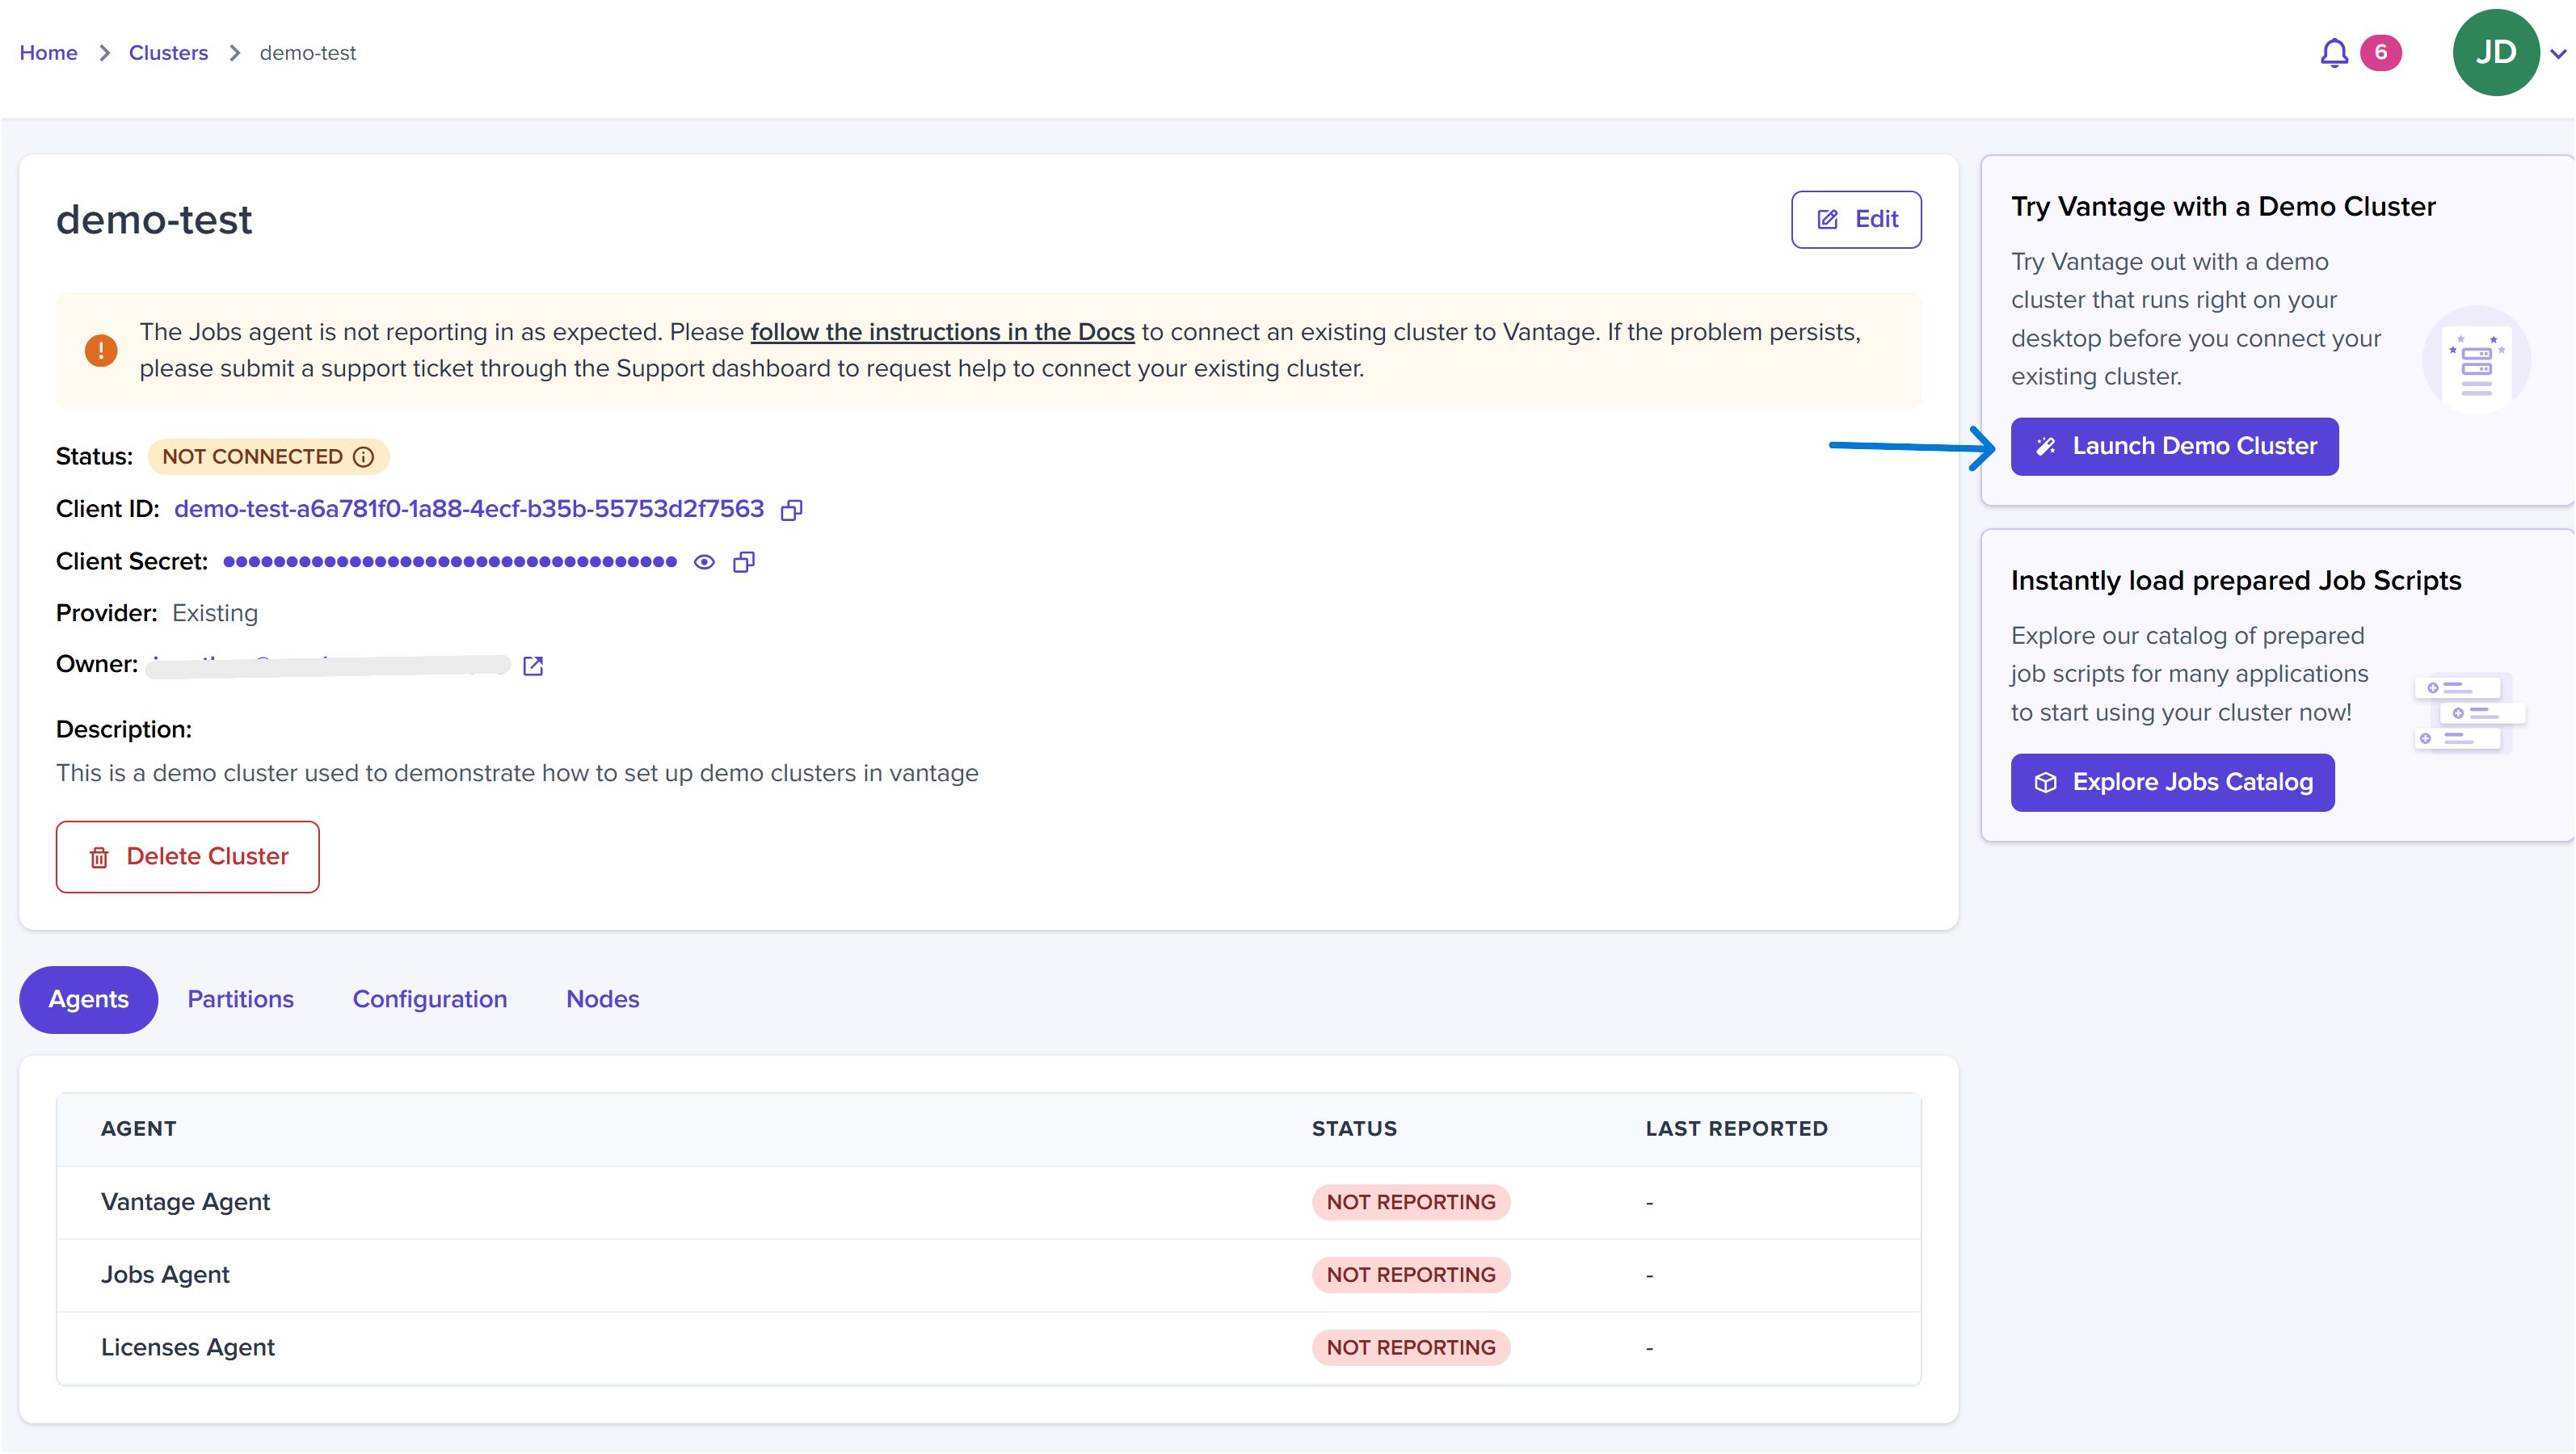 Home > Clusters > demo-test
6
JD
demo-test
Edit
The Jobs agent is not reporting in as expected. Please follow the instructions in the Docs to connect an existing cluster to Vantage. If the problem persists,
please submit a support ticket through the Support dashboard to request help to connect your existing cluster.
Status: NOT CONNECTED
Client ID: demo-test-a6a781f0-1a88-4ecf-b35b-55753d2f7563
Client Secret: ••••••••••••••••••••••••••••••••••••
Provider: Existing
Owner:
Description:
This is a demo cluster used to demonstrate how to set up demo clusters in vantage
Delete Cluster
Try Vantage with a Demo Cluster
Try Vantage out with a demo
cluster that runs right on your
desktop before you connect your
existing cluster.
Launch Demo Cluster
Instantly load prepared Job Scripts
Explore our catalog of prepared
job scripts for many applications
to start using your cluster now!
Explore Jobs Catalog
Agents Partitions Configuration Nodes
AGENT STATUS LAST REPORTED
Vantage Agent NOT REPORTING -
Jobs Agent NOT REPORTING -
Licenses Agent NOT REPORTING -